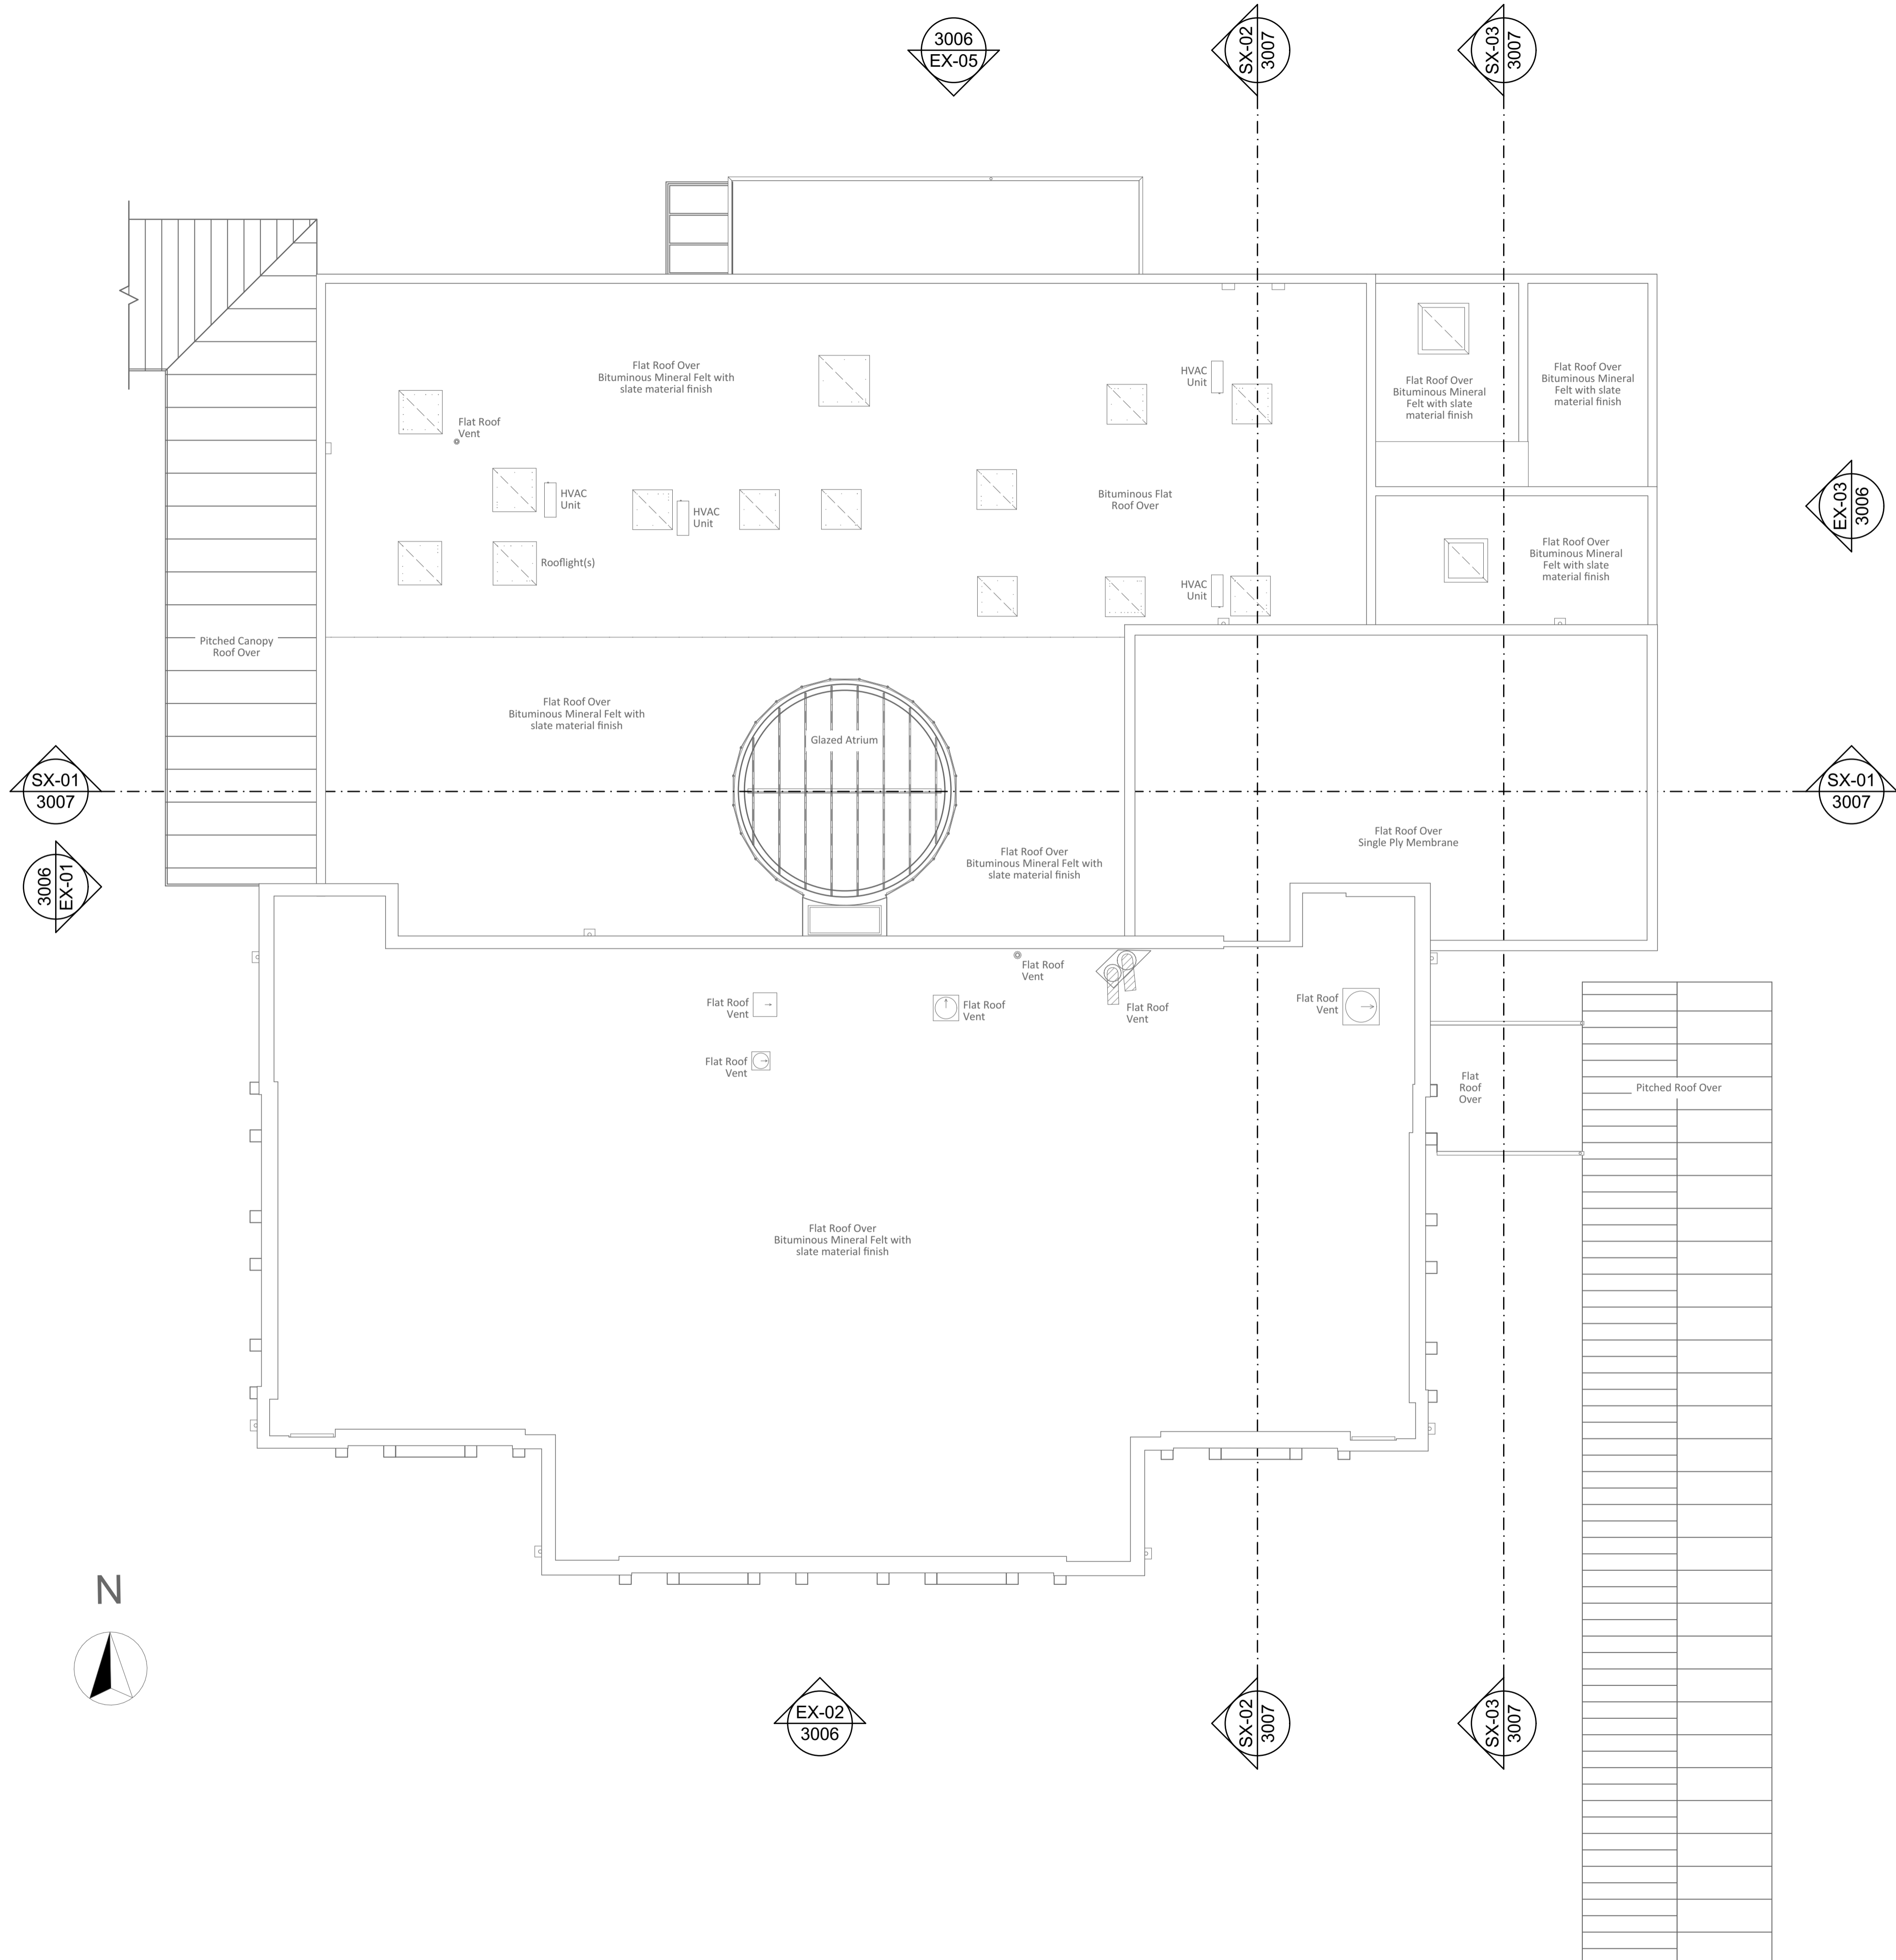 3006
EX-05
SX-02
3007
SX-03
3007
Flat Roof Over
Bituminous Mineral Felt with
slate material finish
HVAC
Unit
Flat Roof Over
Bituminous Mineral
Felt with slate
material finish
Flat Roof Over
Bituminous Mineral
Felt with slate
material finish
Flat Roof
Vent
HVAC
Unit
HVAC
Unit
Bituminous Flat
Roof Over
EX-03
3006
Rooflight(s)
HVAC
Unit
Flat Roof Over
Bituminous Mineral
Felt with slate
material finish
Pitched Canopy
Roof Over
Flat Roof Over
Bituminous Mineral Felt with
slate material finish
Glazed Atrium
SX-01
3007
SX-01
3007
Flat Roof Over
Single Ply Membrane
Flat Roof Over
Bituminous Mineral Felt with
slate material finish
3006
EX-01
Flat Roof
Vent
Flat Roof
Vent
Flat Roof
Vent
Flat Roof
Vent
Flat Roof
Vent
Flat Roof
Vent
Flat
Roof
Over
Pitched Roof Over
Flat Roof Over
Bituminous Mineral Felt with
slate material finish
N
EX-02
3006
SX-02
3007
SX-03
3007